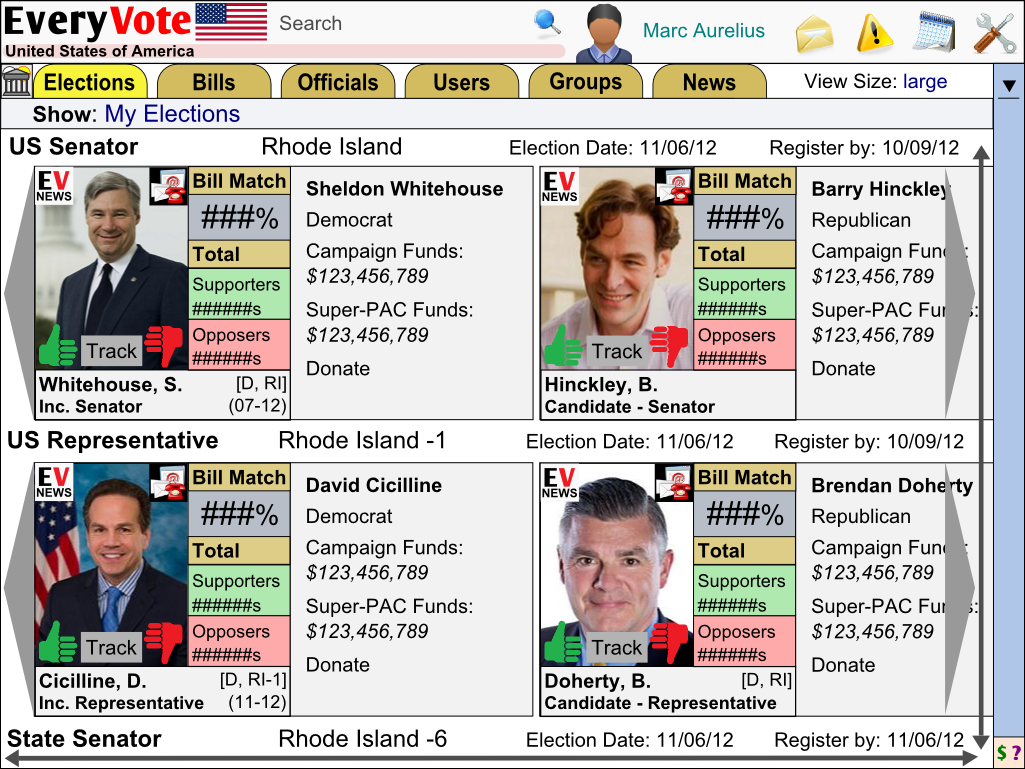 EveryVote
Search
Marc Aurelius
United States of America
Elections
Bills
Officials
Users
Groups
News
View Size: large
Show: My Elections
US Senator Rhode Island Election Date: 11/06/12 Register by: 10/09/12
EV
NEWS
@
Bill Match
###%
Total
Supporters
######s
Opposers
######s
Track
Whitehouse, S. [D, RI]
Inc. Senator (07-12)
Sheldon Whitehouse
Democrat
Campaign Funds:
$123,456,789
Super-PAC Funds:
$123,456,789
Donate
EV
NEWS
@
Bill Match
###%
Total
Supporters
######s
Opposers
######s
Track
Hinckley, B.
Candidate - Senator
Barry Hinckley
Republican
Campaign Funds:
$123,456,789
Super-PAC Funds:
$123,456,789
Donate
US Representative Rhode Island -1 Election Date: 11/06/12 Register by: 10/09/12
EV
NEWS
@
Bill Match
###%
Total
Supporters
######s
Opposers
######s
Track
Cicilline, D. [D, RI-1]
Inc. Representative (11-12)
David Cicilline
Democrat
Campaign Funds:
$123,456,789
Super-PAC Funds:
$123,456,789
Donate
EV
NEWS
@
Bill Match
###%
Total
Supporters
######s
Opposers
######s
Track
Doherty, B. [D, RI]
Candidate - Representative
Brendan Doherty
Republican
Campaign Funds:
$123,456,789
Super-PAC Funds:
$123,456,789
Donate
State Senator Rhode Island -6 Election Date: 11/06/12 Register by: 11/06/12
$ ?